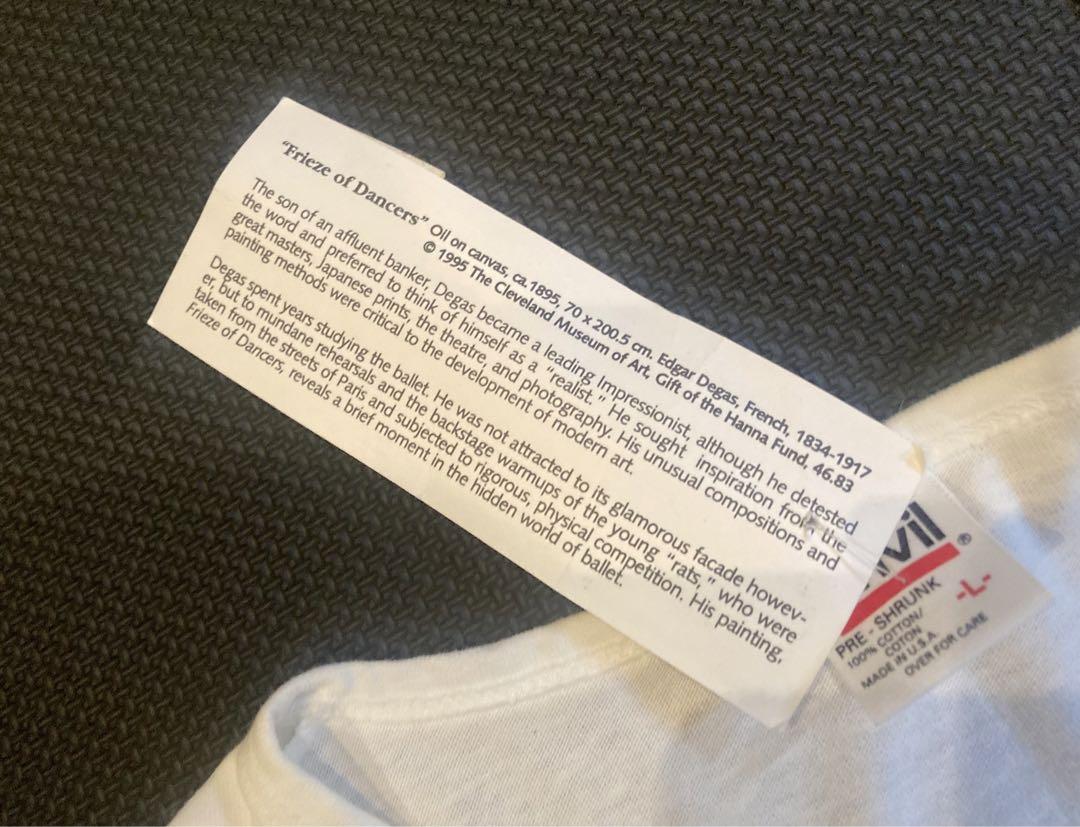 "Frieze of Dancers" Oil on canvas, ca.1895, 70 x 200.5 cm. Edgar Degas, French, 1834-1917
© 1995 The Cleveland Museum of Art. Gift of the Hanna Fund, 46.83
The son of an affluent banker, Degas became a leading Impressionist, although he detested
the word and preferred to think of himself as a "realist." He sought inspiration from the
great masters, Japanese prints, the theatre, and photography. His unusual compositions and
painting methods were critical to the development of modern art.
Degas spent years studying the ballet. He was not attracted to its glamorous facade howev-
er, but to mundane rehearsals and the backstage warmups of the young "rats," who were
taken from the streets of Paris and subjected to rigorous, physical competition. His painting,
Frieze of Dancers, reveals a brief moment in the hidden world of ballet.
®
-L-
PRE-SHRUNK
100% COTTON/
COTON
MADE IN U.S.A.
OVER FOR CARE